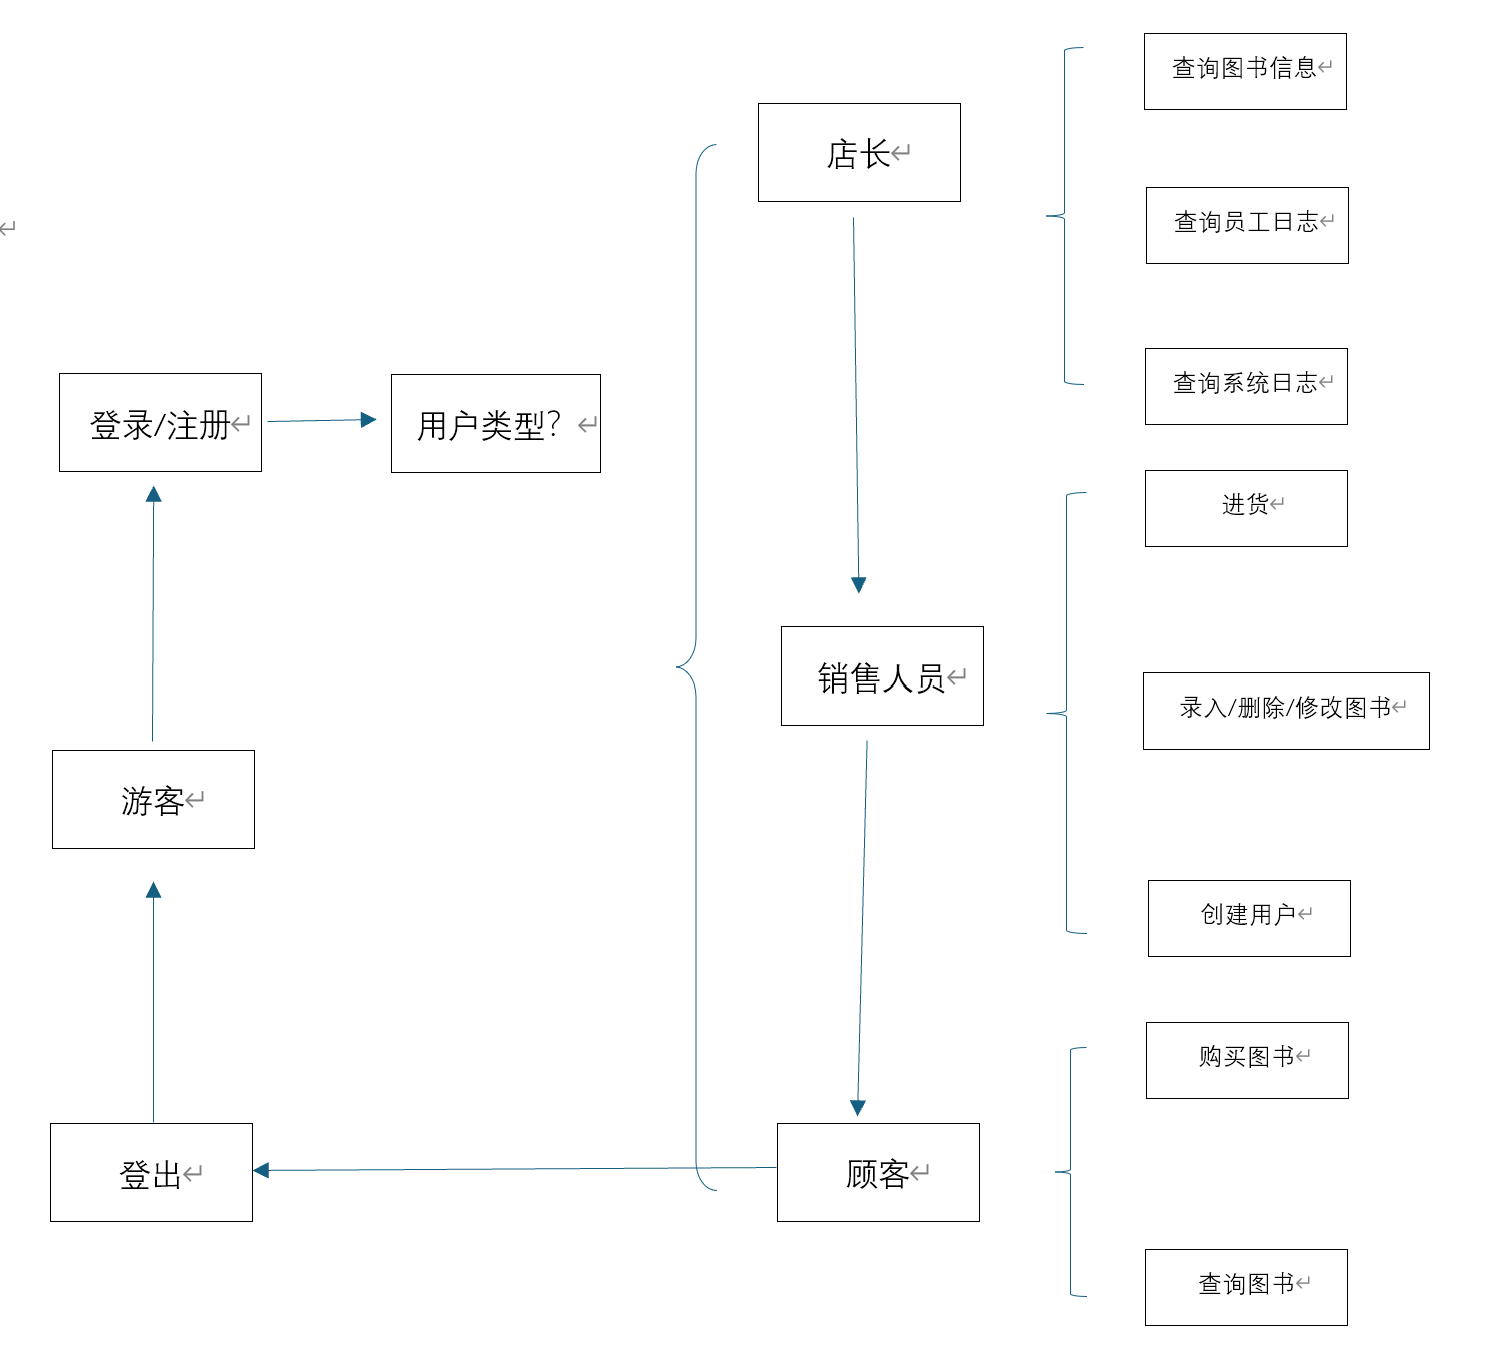 查询图书信息
店长
查询员工日志
查询系统日志
登录/注册
用户类型？
进货
销售人员
录入/删除/修改图书
游客
创建用户
购买图书
登出
顾客
查询图书